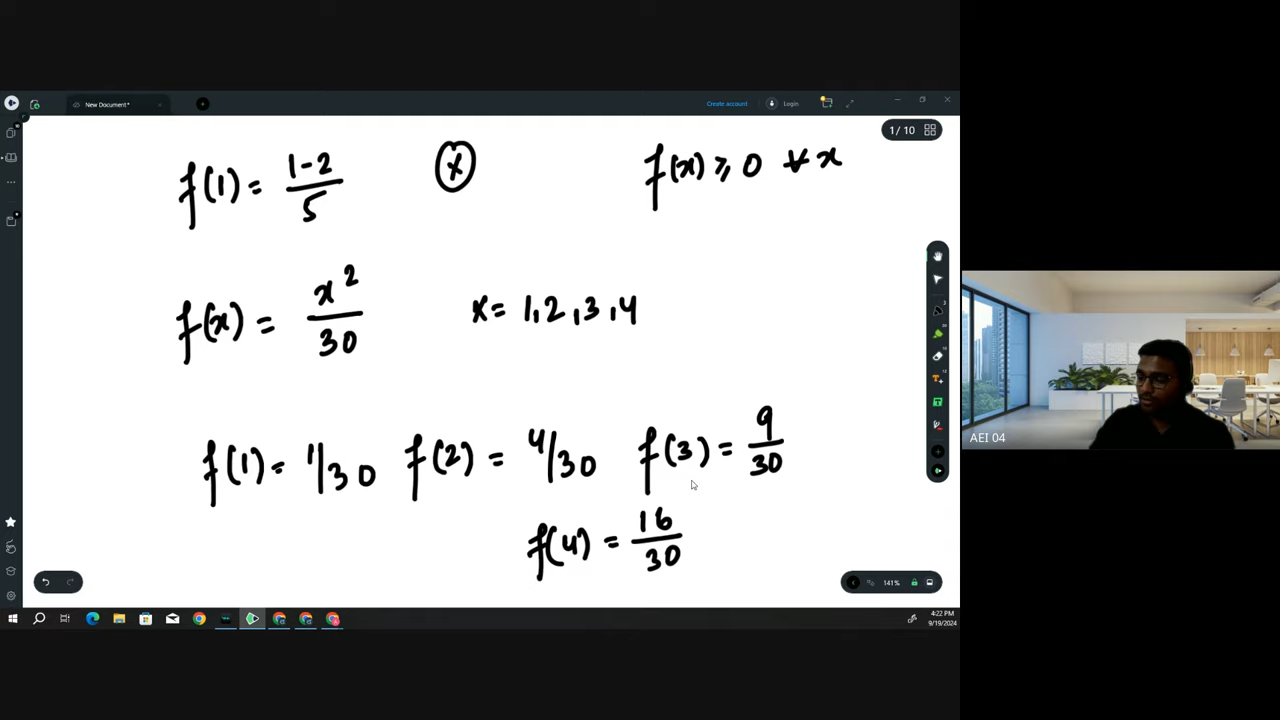 New Document*
Create account
Login
1 / 10
f(1) = 1-2/5
x
f(x) ≥ 0 ∀ x
f(x) = x²/30
x = 1, 2, 3, 4
f(1) = 1/30 f(2) = 4/30 f(3) = 9/30
f(4) = 16/30
AEI 04
141%
4:22 PM
9/19/2024